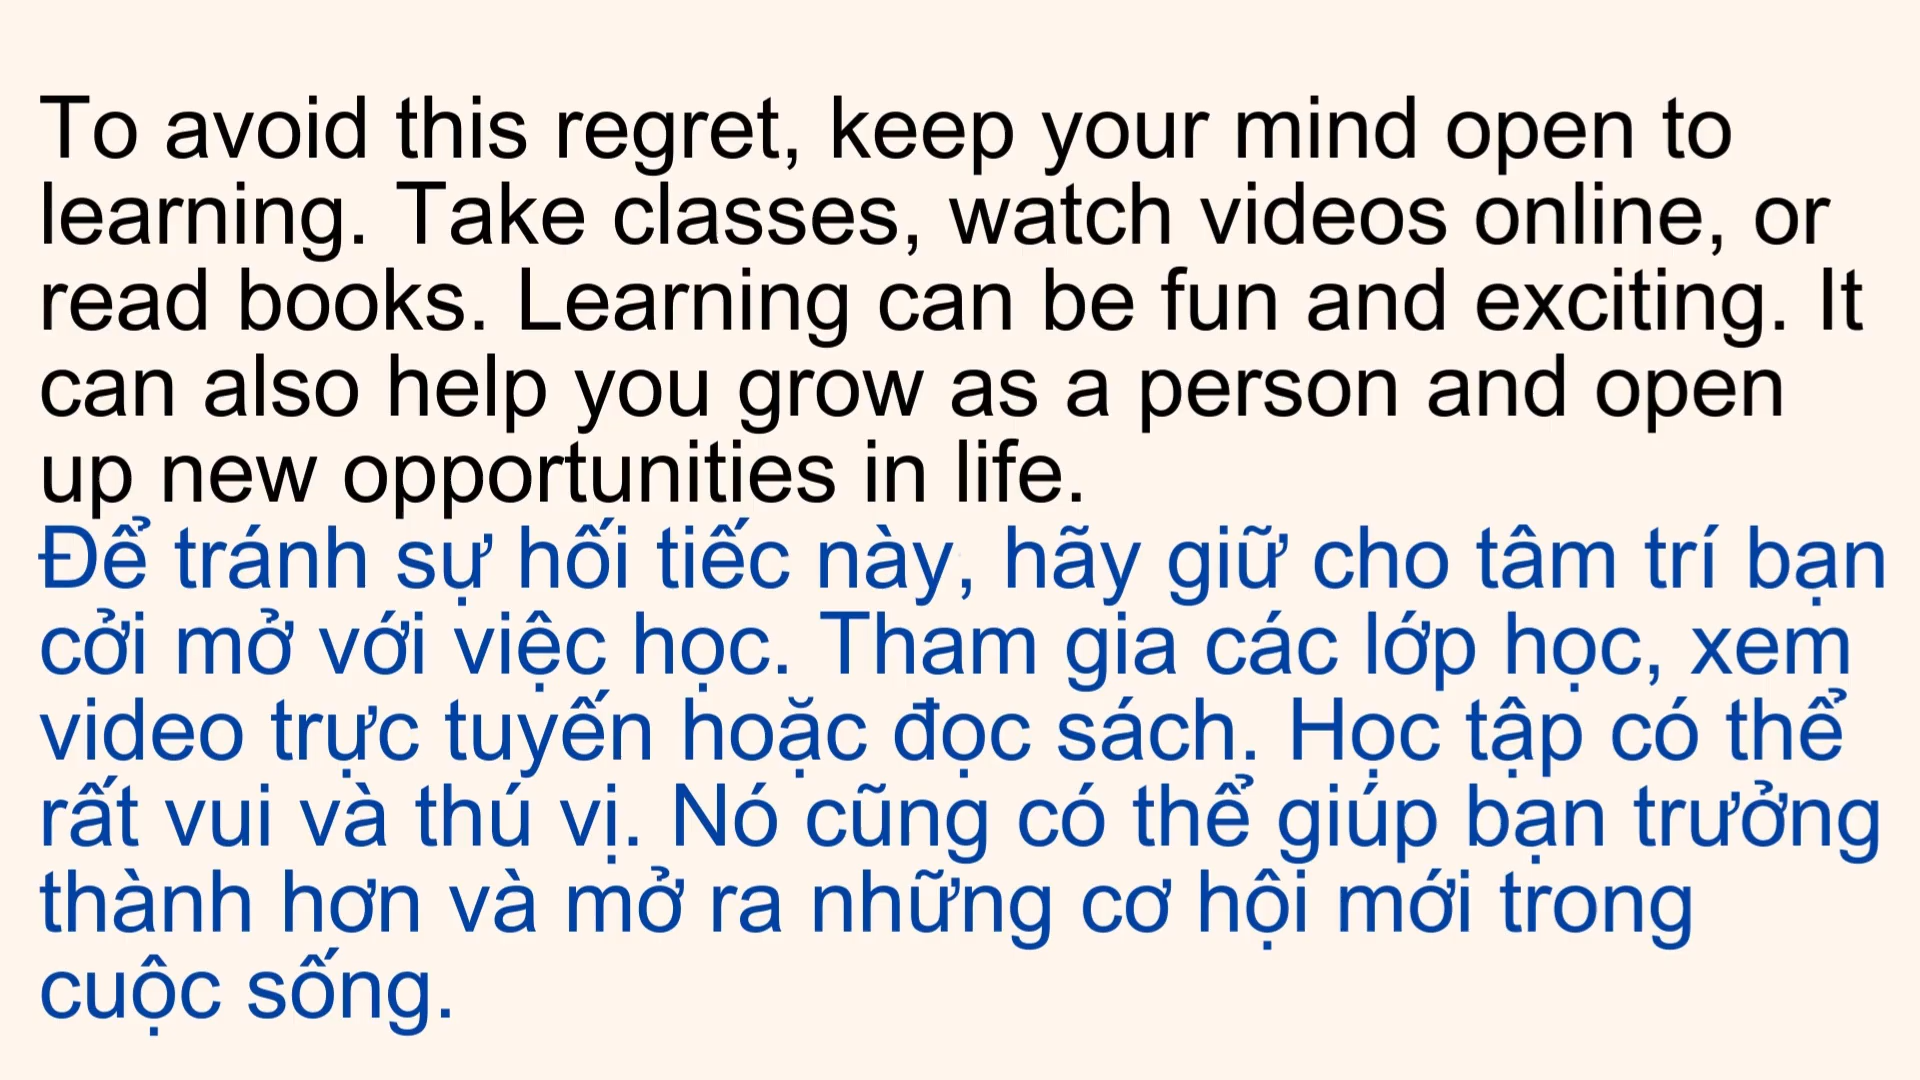 To avoid this regret, keep your mind open to
learning. Take classes, watch videos online, or
read books. Learning can be fun and exciting. It
can also help you grow as a person and open
up new opportunities in life.
Để tránh sự hối tiếc này, hãy giữ cho tâm trí bạn
cởi mở với việc học. Tham gia các lớp học, xem
video trực tuyến hoặc đọc sách. Học tập có thể
rất vui và thú vị. Nó cũng có thể giúp bạn trưởng
thành hơn và mở ra những cơ hội mới trong
cuộc sống.